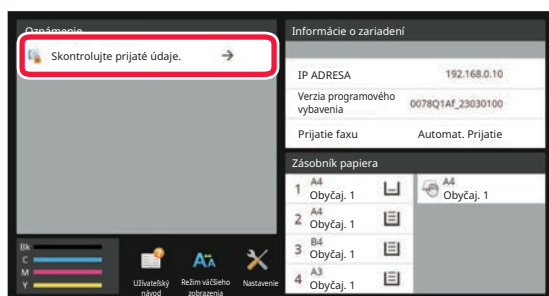 Oznámenie
Skontrolujte prijaté údaje.
Informácie o zariadení
IP ADRESA 192.168.0.10
Verzia programového
vybavenia
0078Q1Af_23030100
Prijatie faxu Automat. Prijatie
Zásobník papiera
1 A4
Obyčaj. 1
A4
Obyčaj. 1
2 A4
Obyčaj. 1
3 B4
Obyčaj. 1
4 A3
Obyčaj. 1
Bk
C
M
Y
Užívateľský
návod
Režim väčšieho
zobrazenia
Nastavenie